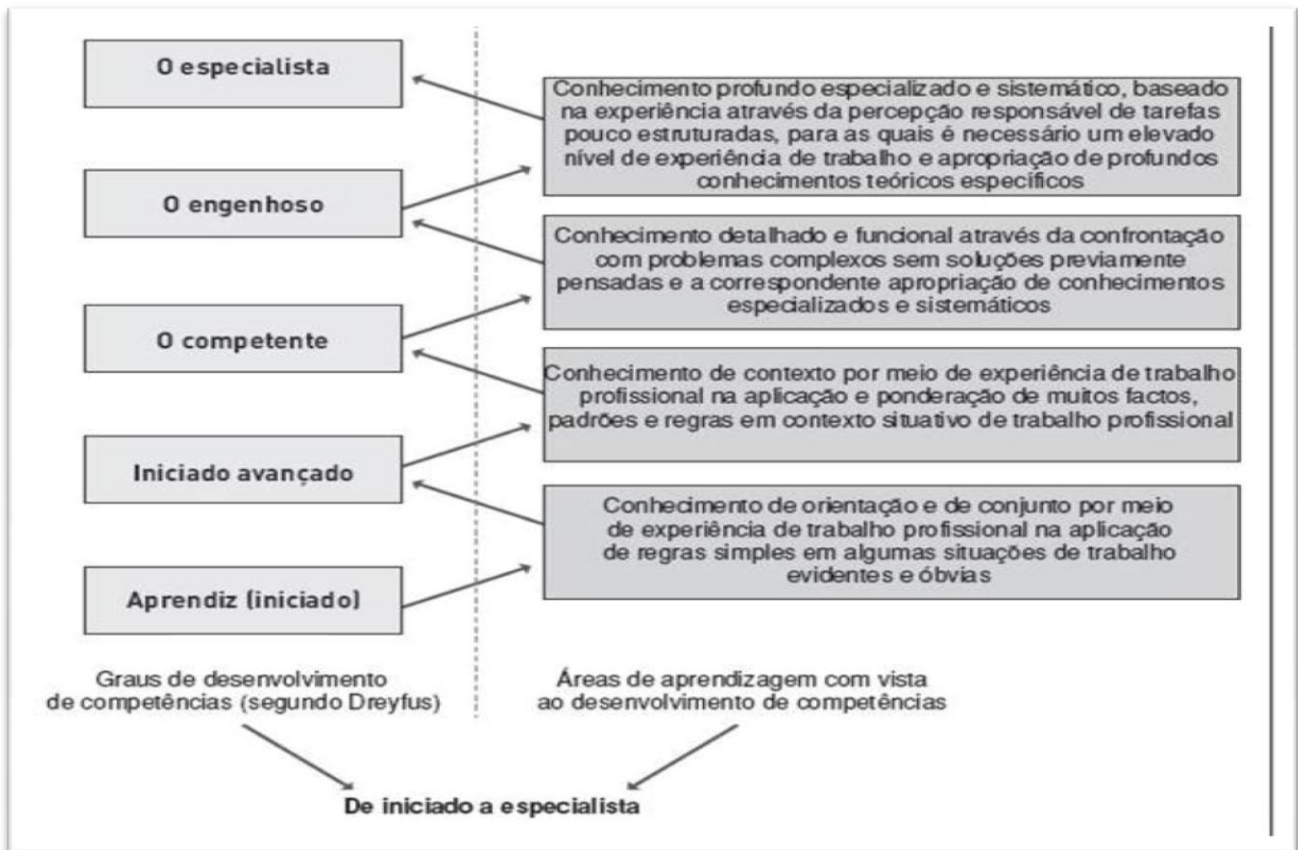 O especialista
Conhecimento profundo especializado e sistemático, baseado
na experiência através da percepção responsável de tarefas
pouco estruturadas, para as quais é necessário um elevado
nível de experiência de trabalho e apropriação de profundos
conhecimentos teóricos específicos
O engenhoso
Conhecimento detalhado e funcional através da confrontação
com problemas complexos sem soluções previamente
pensadas e a correspondente apropriação de conhecimentos
especializados e sistemáticos
O competente
Conhecimento de contexto por meio de experiência de trabalho
profissional na aplicação e ponderação de muitos factos,
padrões e regras em contexto situativo de trabalho profissional
Iniciado avançado
Conhecimento de orientação e de conjunto por meio
de experiência de trabalho profissional na aplicação
de regras simples em algumas situações de trabalho
evidentes e óbvias
Aprendiz (iniciado)
Graus de desenvolvimento
de competências (segundo Dreyfus)
Áreas de aprendizagem com vista
ao desenvolvimento de competências
De iniciado a especialista